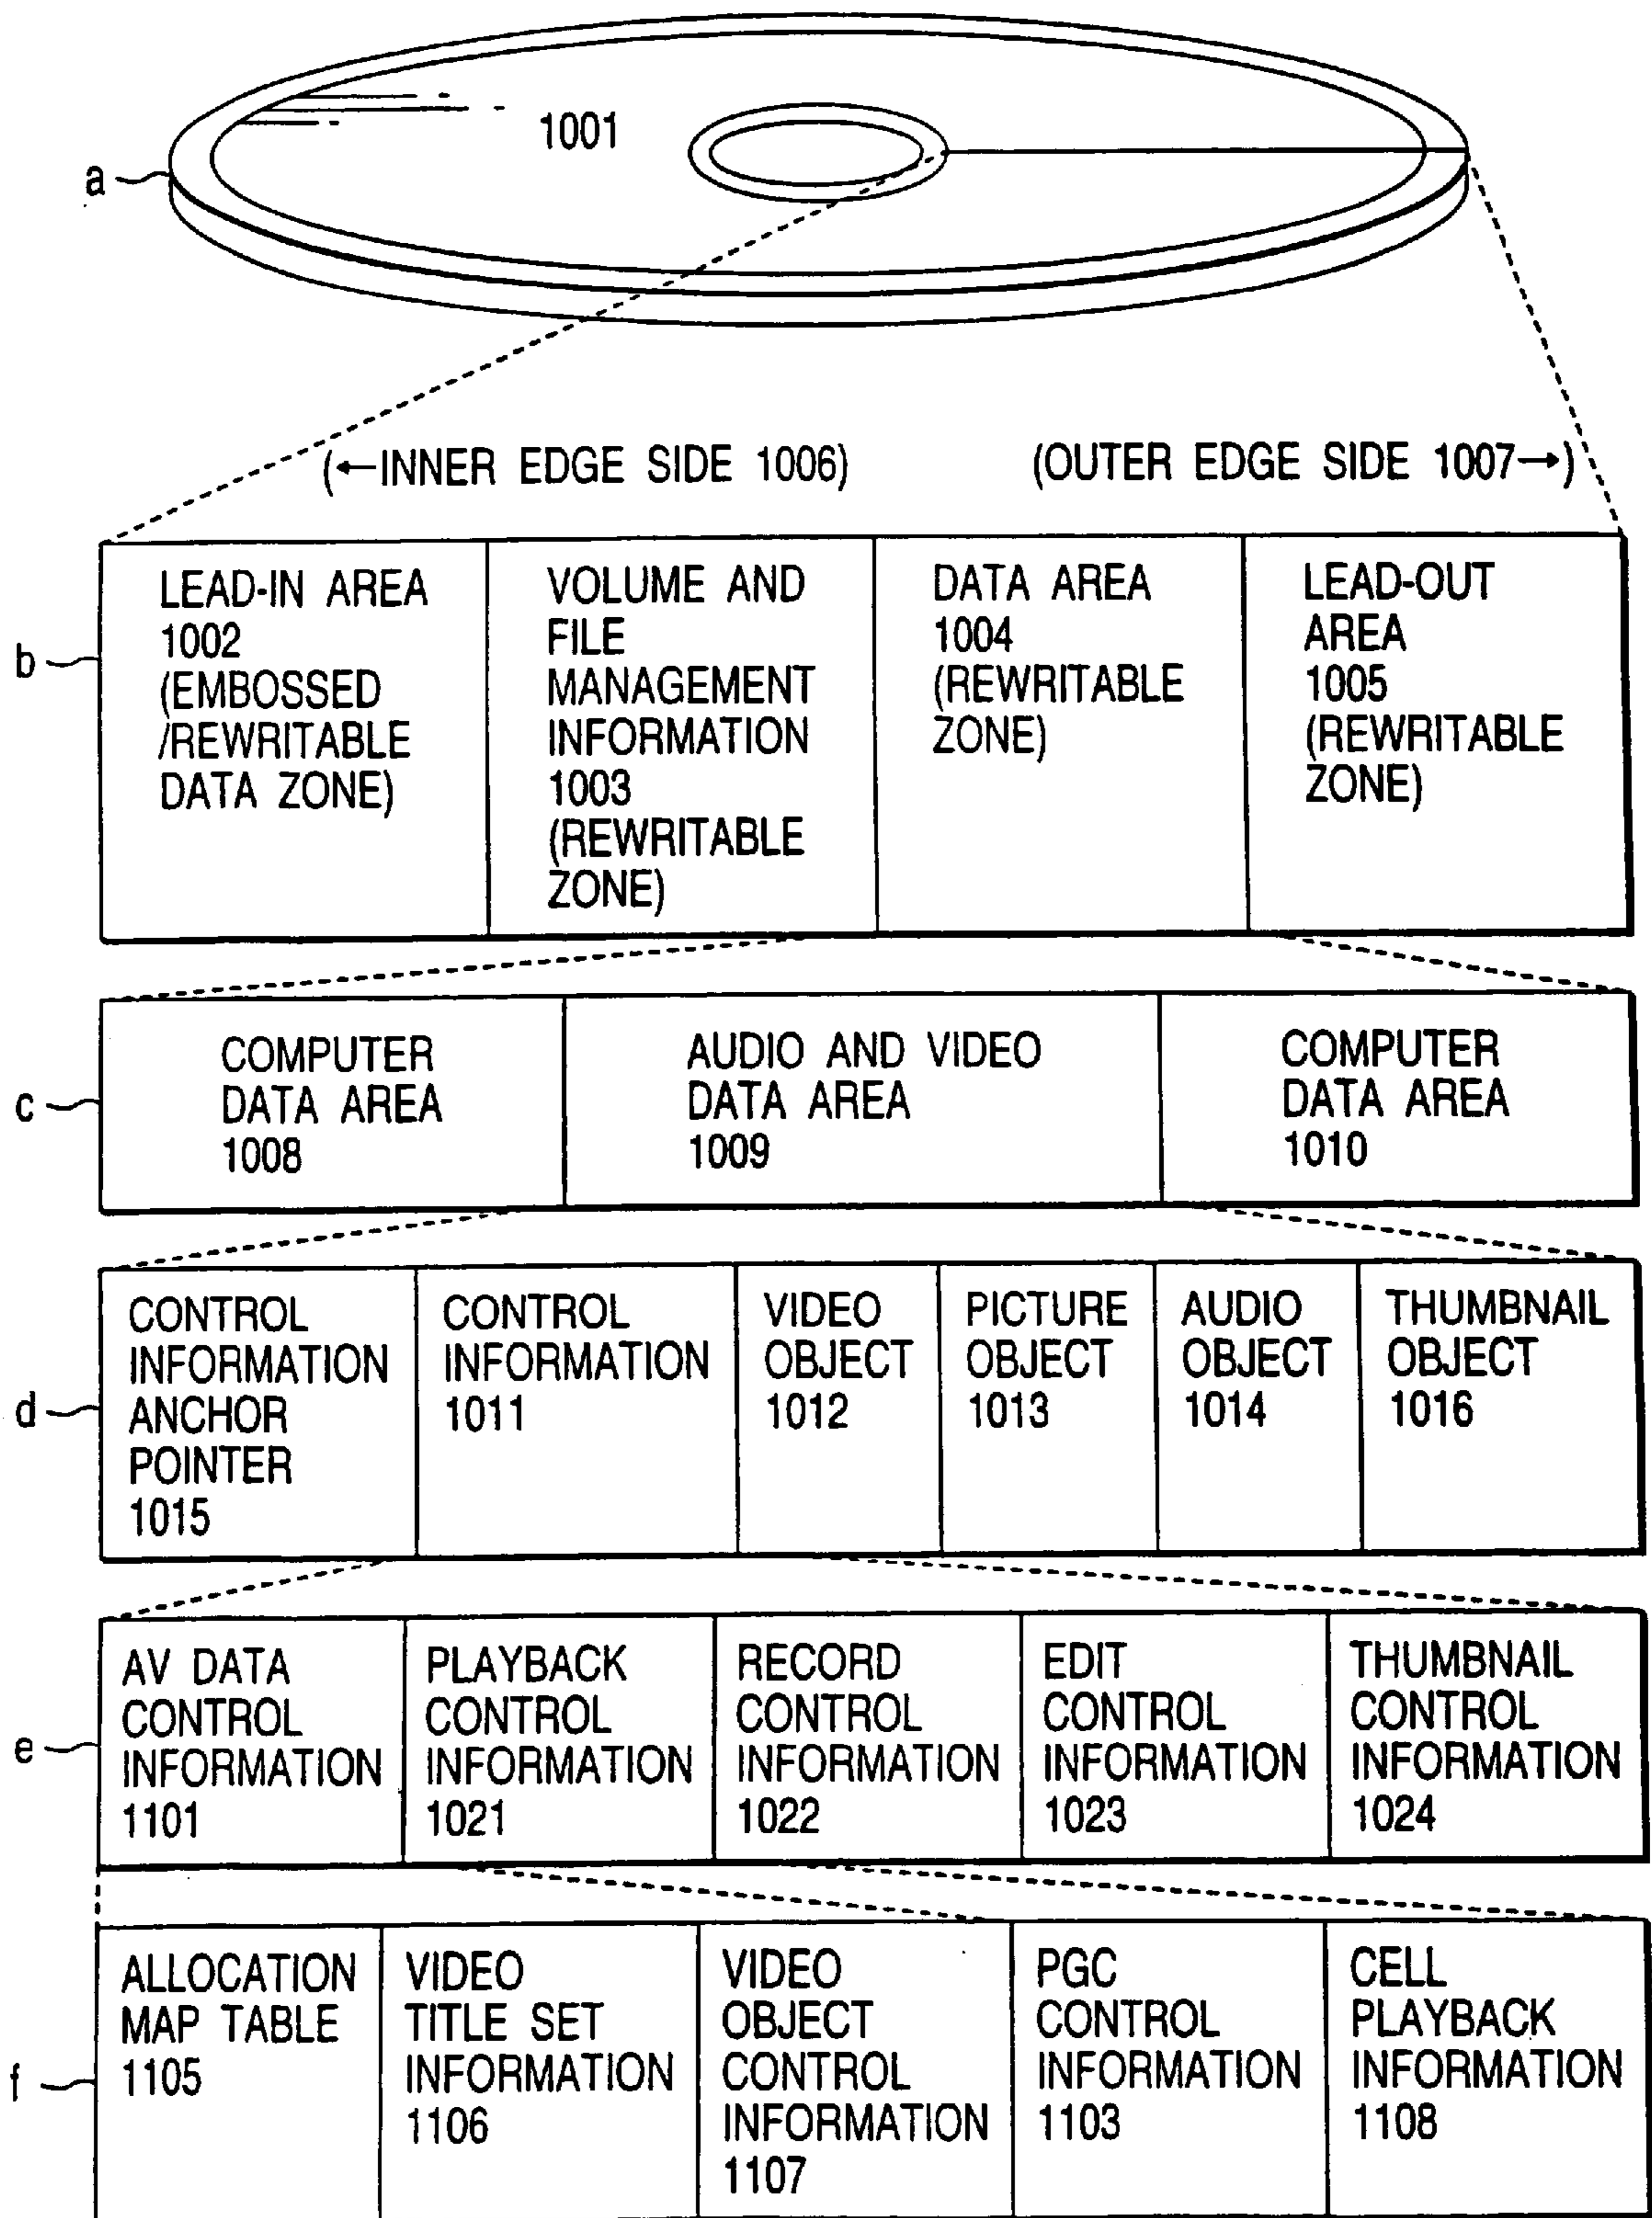 1001
a
(←INNER EDGE SIDE 1006)
(OUTER EDGE SIDE 1007→)
b
LEAD-IN AREA
1002
(EMBOSSED
/REWRITABLE
DATA ZONE)
VOLUME AND
FILE
MANAGEMENT
INFORMATION
1003
(REWRITABLE
ZONE)
DATA AREA
1004
(REWRITABLE
ZONE)
LEAD-OUT
AREA
1005
(REWRITABLE
ZONE)
c
COMPUTER
DATA AREA
1008
AUDIO AND VIDEO
DATA AREA
1009
COMPUTER
DATA AREA
1010
d
CONTROL
INFORMATION
ANCHOR
POINTER
1015
CONTROL
INFORMATION
1011
VIDEO
OBJECT
1012
PICTURE
OBJECT
1013
AUDIO
OBJECT
1014
THUMBNAIL
OBJECT
1016
e
AV DATA
CONTROL
INFORMATION
1101
PLAYBACK
CONTROL
INFORMATION
1021
RECORD
CONTROL
INFORMATION
1022
EDIT
CONTROL
INFORMATION
1023
THUMBNAIL
CONTROL
INFORMATION
1024
f
ALLOCATION
MAP TABLE
1105
VIDEO
TITLE SET
INFORMATION
1106
VIDEO
OBJECT
CONTROL
INFORMATION
1107
PGC
CONTROL
INFORMATION
1103
CELL
PLAYBACK
INFORMATION
1108